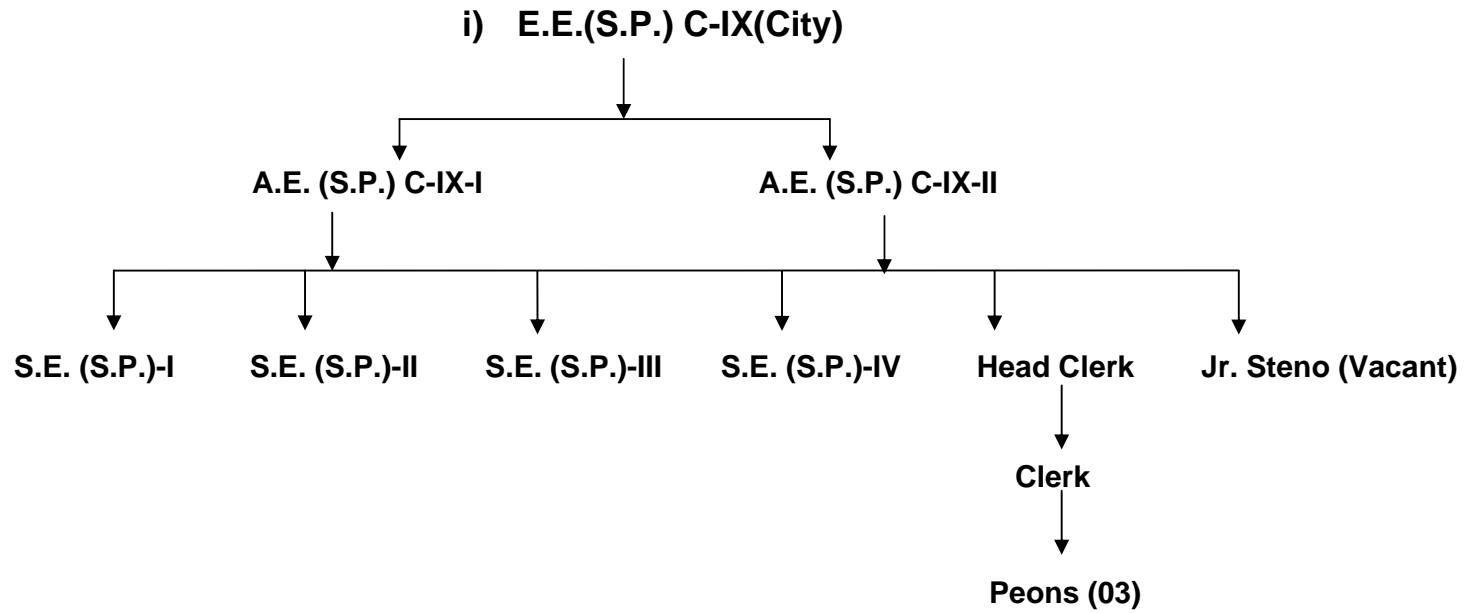 i) E.E.(S.P.) C-IX(City)
A.E. (S.P.) C-IX-I A.E. (S.P.) C-IX-II
S.E. (S.P.)-I S.E. (S.P.)-II S.E. (S.P.)-III S.E. (S.P.)-IV Head Clerk Jr. Steno (Vacant)
Clerk
Peons (03)